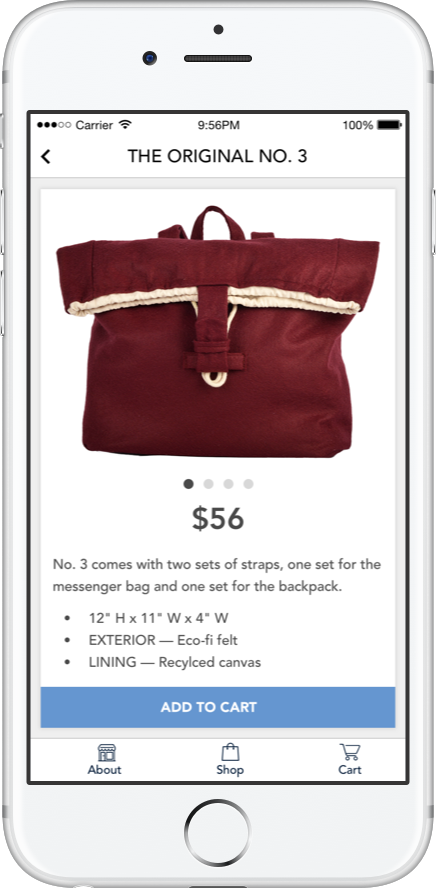 Carrier 9:56PM 100%
THE ORIGINAL NO. 3
$56
No. 3 comes with two sets of straps, one set for the
messenger bag and one set for the backpack.
• 12" H x 11" W x 4" W
• EXTERIOR — Eco-fi felt
• LINING — Recylced canvas
ADD TO CART
About Shop Cart